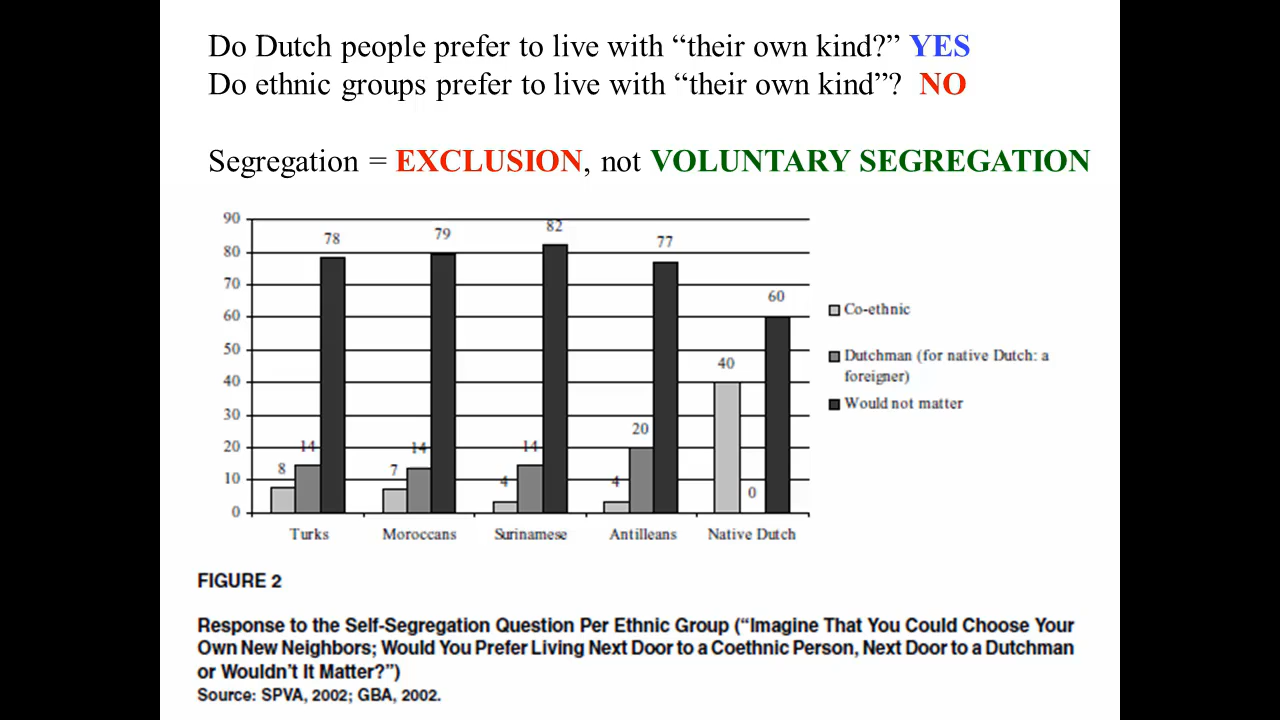 Do Dutch people prefer to live with “their own kind?” YES
Do ethnic groups prefer to live with “their own kind”? NO
Segregation = EXCLUSION, not VOLUNTARY SEGREGATION
90
80
70
60
50
40
30
20
10
0
8
14
78
7
14
79
4
14
82
4
20
77
40
0
60
Turks
Moroccans
Surinamese
Antilleans
Native Dutch
Co-ethnic
Dutchman (for native Dutch: a
foreigner)
Would not matter
FIGURE 2
Response to the Self-Segregation Question Per Ethnic Group (“Imagine That You Could Choose Your
Own New Neighbors; Would You Prefer Living Next Door to a Coethnic Person, Next Door to a Dutchman
or Wouldn’t It Matter?”)
Source: SPVA, 2002; GBA, 2002.